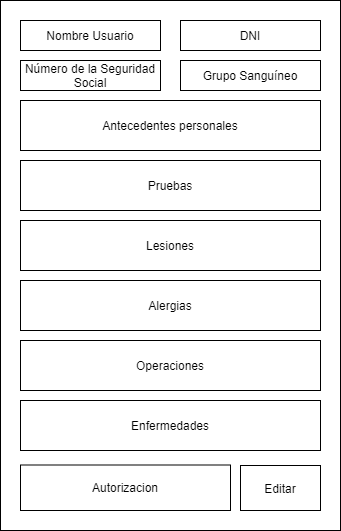 Nombre Usuario
DNI
Número de la Seguridad
Social
Grupo Sanguíneo
Antecedentes personales
Pruebas
Lesiones
Alergias
Operaciones
Enfermedades
Autorizacion
Editar